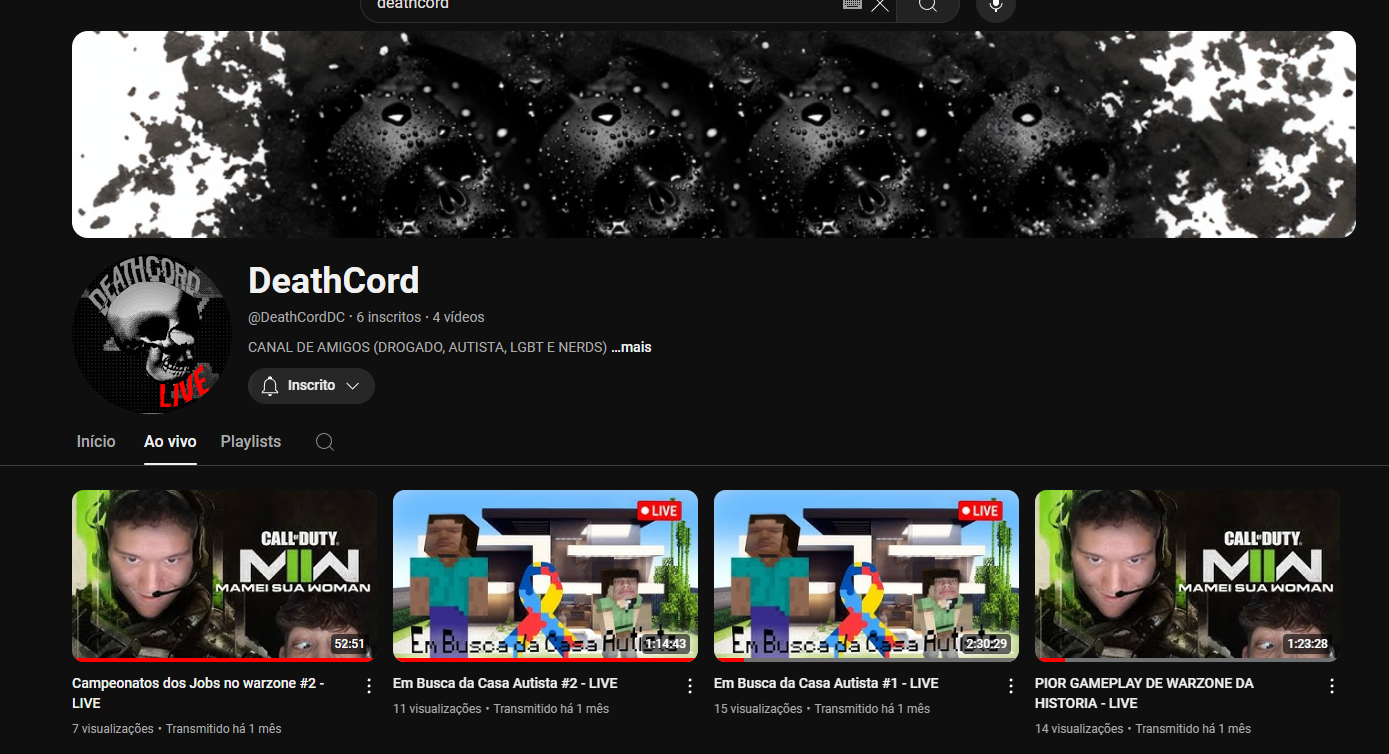 deathcord
DEATHCORD
LIVE
DeathCord
@DeathCordDC · 6 inscritos · 4 vídeos
CANAL DE AMIGOS (DROGADO, AUTISTA, LGBT E NERDS) ...mais
Inscrito
Início Ao vivo Playlists
CALL OF DUTY
MWII
MAMEI SUA WOMAN
52:51
LIVE
Em Busca da Casa Autista
1:14:43
LIVE
Em Busca da Casa Autista
2:30:29
CALL OF DUTY
MWII
MAMEI SUA WOMAN
1:23:28
Campeonatos dos Jobs no warzone #2 -
LIVE
7 visualizações • Transmitido há 1 mês
Em Busca da Casa Autista #2 - LIVE
11 visualizações • Transmitido há 1 mês
Em Busca da Casa Autista #1 - LIVE
15 visualizações • Transmitido há 1 mês
PIOR GAMEPLAY DE WARZONE DA
HISTORIA - LIVE
14 visualizações • Transmitido há 1 mês